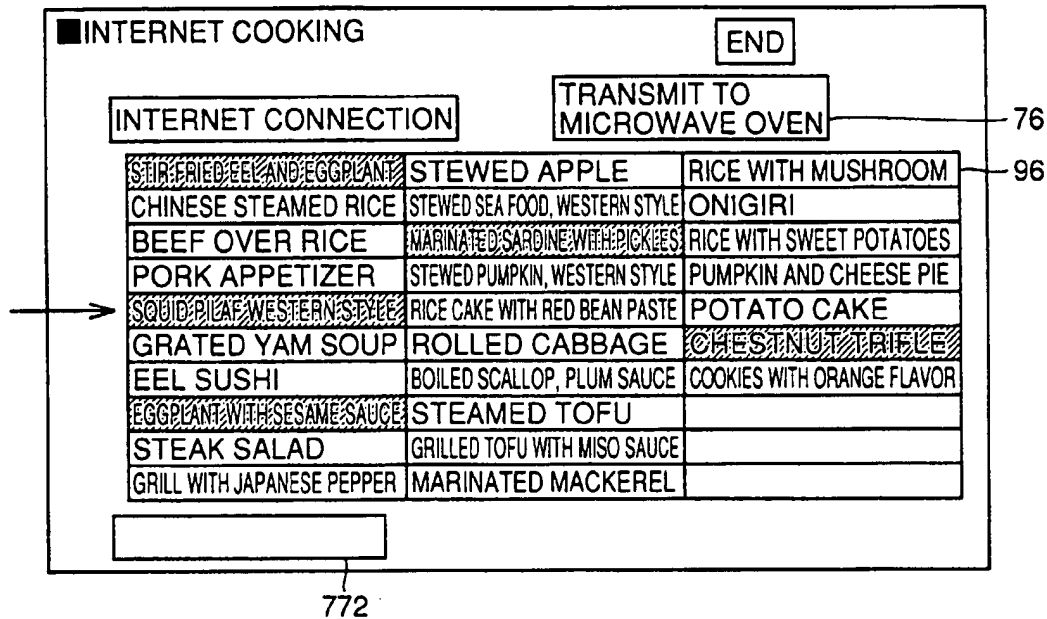 ■INTERNET COOKING
END
INTERNET CONNECTION
TRANSMIT TO
MICROWAVE OVEN
76
STIR-FRIED EEL AND EGGPLANT STEWED APPLE RICE WITH MUSHROOM
96
CHINESE STEAMED RICE STEWED SEA FOOD, WESTERN STYLE ONIGIRI
BEEF OVER RICE MARINATED SARDINE WITH PICKLES RICE WITH SWEET POTATOES
PORK APPETIZER STEWED PUMPKIN, WESTERN STYLE PUMPKIN AND CHEESE PIE
SQUID PILAF WESTERN STYLE RICE CAKE WITH RED BEAN PASTE POTATO CAKE
GRATED YAM SOUP ROLLED CABBAGE CHESTNUT TRIFLE
EEL SUSHI BOILED SCALLOP, PLUM SAUCE COOKIES WITH ORANGE FLAVOR
EGGPLANT WITH SESAME SAUCE STEAMED TOFU
STEAK SALAD GRILLED TOFU WITH MISO SAUCE
GRILL WITH JAPANESE PEPPER MARINATED MACKEREL
772